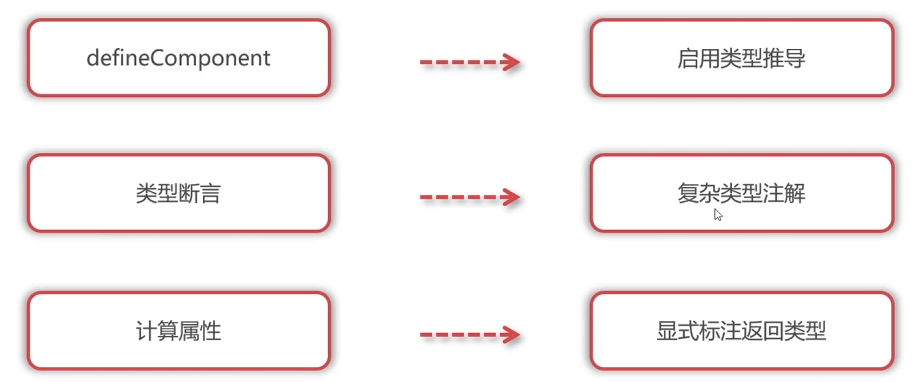 defineComponent
启用类型推导
类型断言
复杂类型注解
计算属性
显式标注返回类型